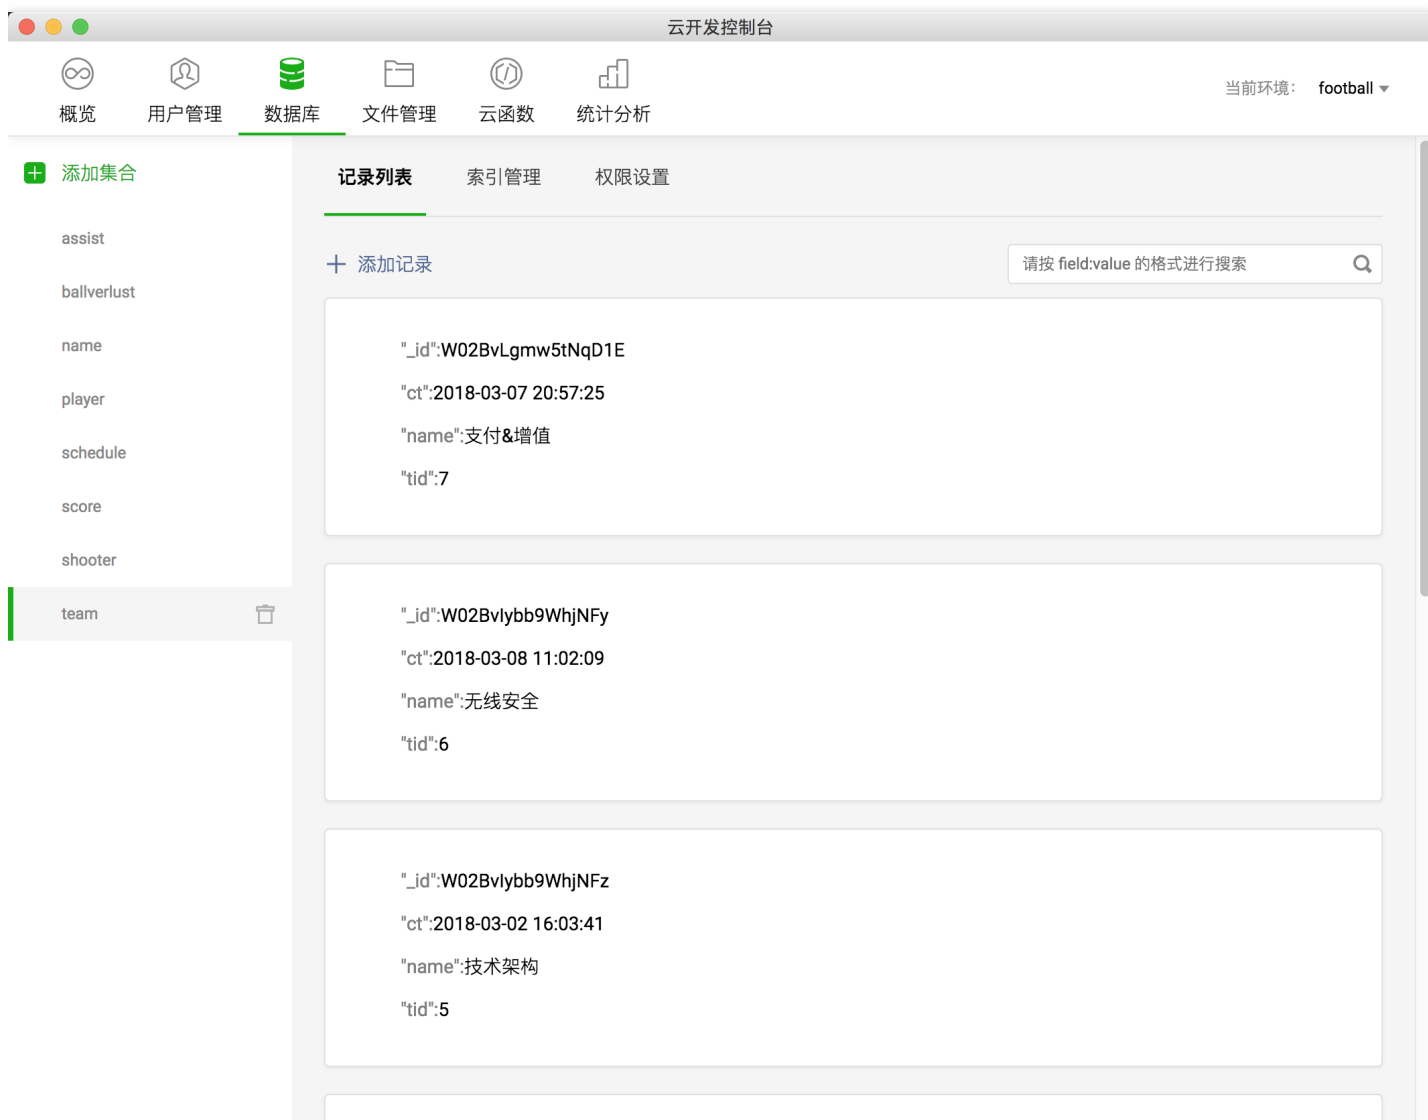 云开发控制台
概览 用户管理 数据库 文件管理 云函数 统计分析
当前环境： football
添加集合
assist
ballverlust
name
player
schedule
score
shooter
team
记录列表 索引管理 权限设置
添加记录
请按 field:value 的格式进行搜索
"_id":W02BvLgmw5tNqD1E
"ct":2018-03-07 20:57:25
"name":支付&增值
"tid":7
"_id":W02BvIybb9WhjNFy
"ct":2018-03-08 11:02:09
"name":无线安全
"tid":6
"_id":W02BvIybb9WhjNFz
"ct":2018-03-02 16:03:41
"name":技术架构
"tid":5